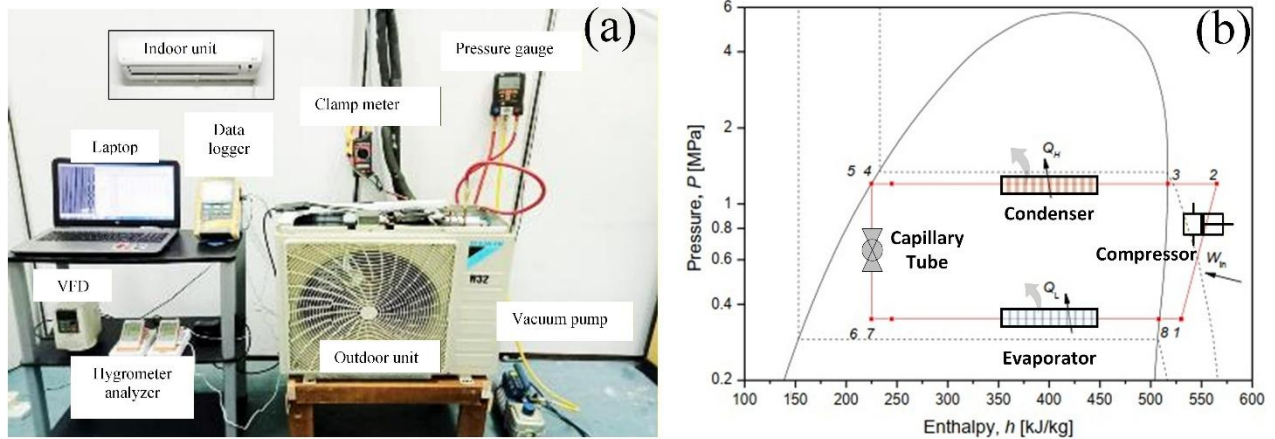 (a)
Indoor unit
Pressure gauge
Clamp meter
Data
logger
Laptop
VFD
Hygrometer
analyzer
DAIKIN
R32
Outdoor unit
Vacuum pump
(b)
Pressure, P [MPa]
6
4
2
1
0.8
0.6
0.4
0.2
5 4
3
2
Q_H
Condenser
Capillary
Tube
Compressor
W_in
Q_L
6 7
8 1
Evaporator
100 150 200 250 300 350 400 450 500 550 600
Enthalpy, h [kJ/kg]